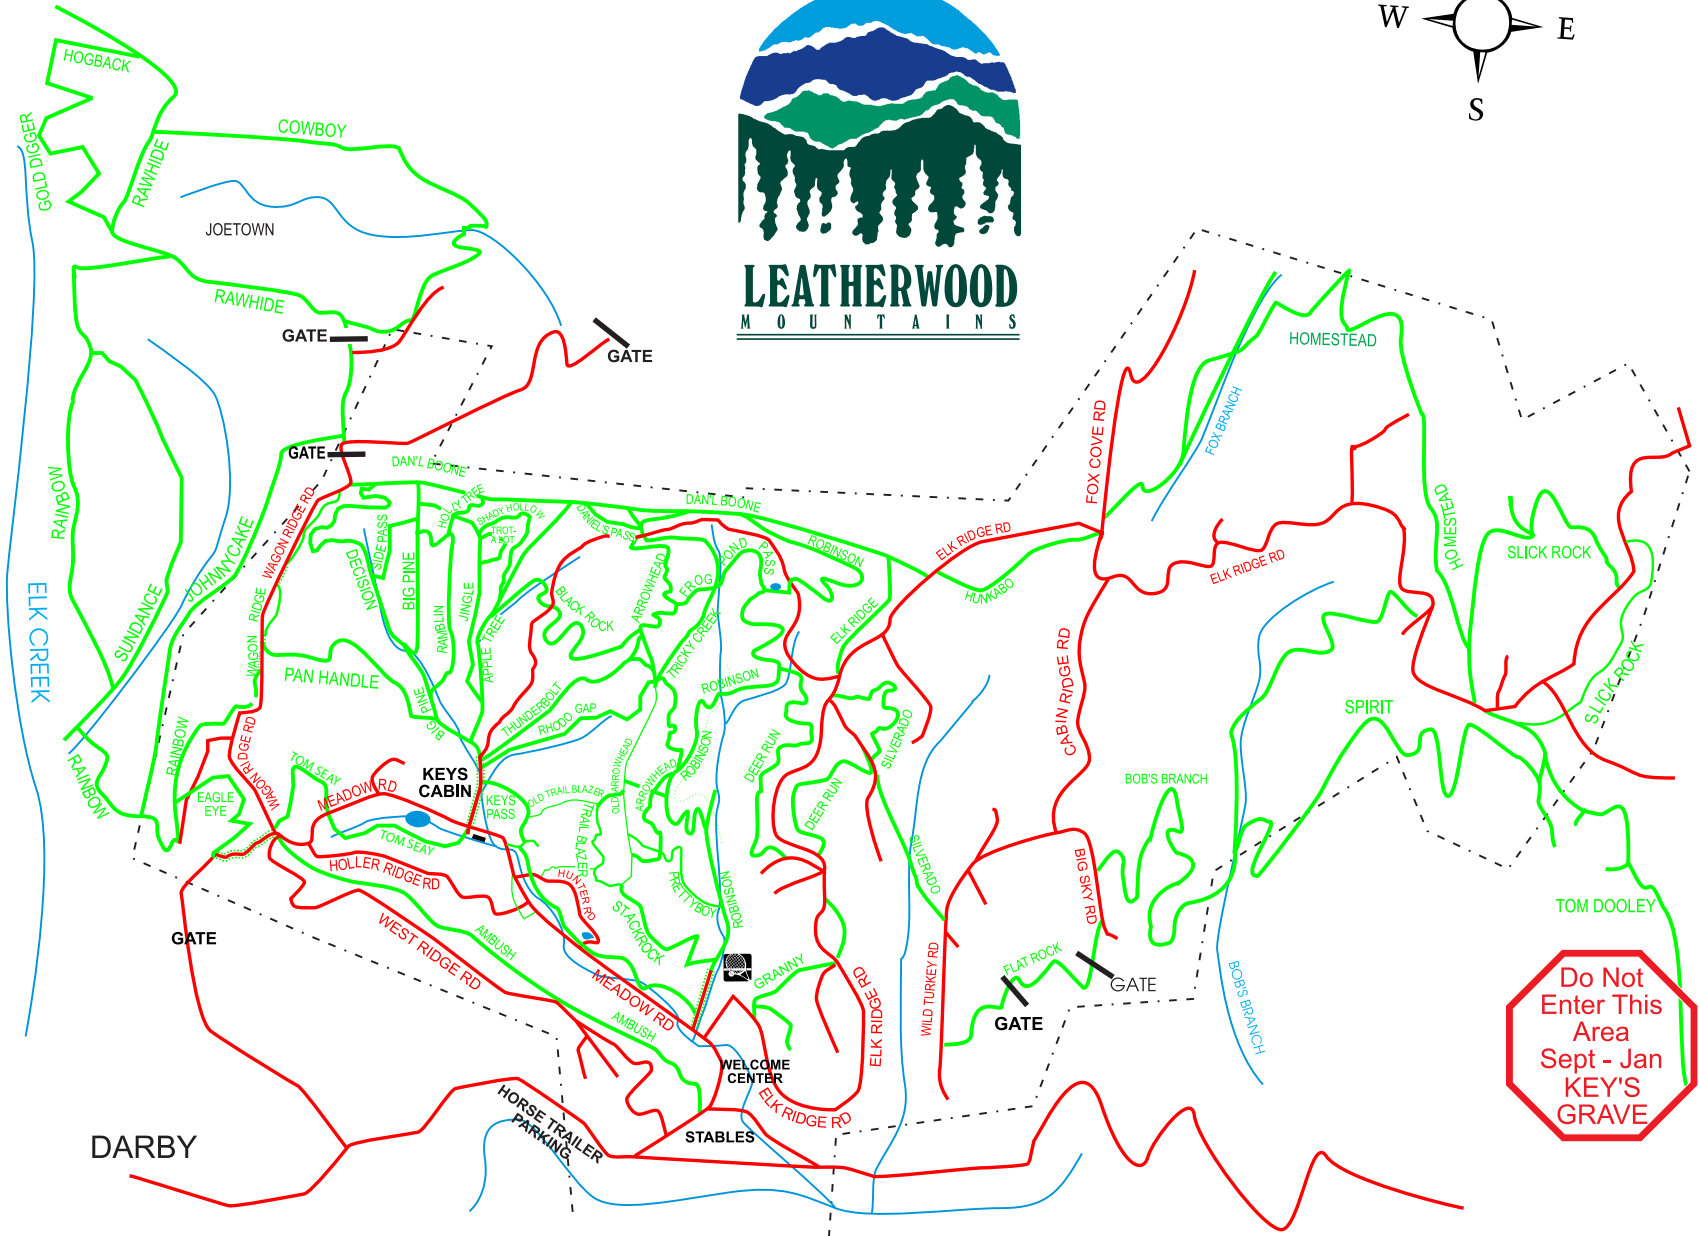 W
E
S
LEATHERWOOD
MOUNTAINS
HOGBACK
GOLD DIGGER
RAWHIDE
COWBOY
JOETOWN
RAWHIDE
GATE
GATE
GATE
DAN'L BOONE
DAN'L BOONE
RAINBOW
SUNDANCE
JOHNNYCAKE
ELK CREEK
RAINBOW
RAINBOW
WAGON RIDGE RD
WAGON RIDGE
WAGON RIDGE RD
EAGLE
EYE
PAN HANDLE
DECISION
SIDE PASS
BIG PINE
BIG PINE
HOLLY TREE
SHADY HOLLOW
TROT-
A-LOT
RAMBLIN
JINGLE
APPLE TREE
DANIELS PASS
BLACK ROCK
ARROWHEAD
FROG POND PASS
TRICKY CREEK
THUNDERBOLT
RHODO GAP
ROBINSON
ROBINSON
ROBINSON
ROBINSON
ELK RIDGE
ELK RIDGE RD
HUNKABO
FOX COVE RD
FOX BRANCH
HOMESTEAD
HOMESTEAD
ELK RIDGE RD
SLICK ROCK
SLICK ROCK
CABIN RIDGE RD
SPIRIT
BOB'S BRANCH
BOB'S BRANCH
BIG SKY RD
TOM DOOLEY
TOM SEAY
TOM SEAY
MEADOW RD
KEYS
CABIN
KEYS
PASS
OLD TRAIL BLAZER
TRAIL BLAZER
OLD ARROWHEAD
ARROWHEAD
DEER RUN
DEER RUN
SILVERADO
SILVERADO
HOLLER RIDGE RD
HUNTER RD
PRETTYBOY
STACKROCK
WEST RIDGE RD
AMBUSH
AMBUSH
MEADOW RD
GRANNY
ELK RIDGE RD
ELK RIDGE RD
WILD TURKEY RD
FLAT ROCK
GATE
GATE
GATE
WELCOME
CENTER
STABLES
HORSE TRAILER
PARKING
DARBY
Do Not
Enter This
Area
Sept - Jan
KEY'S
GRAVE